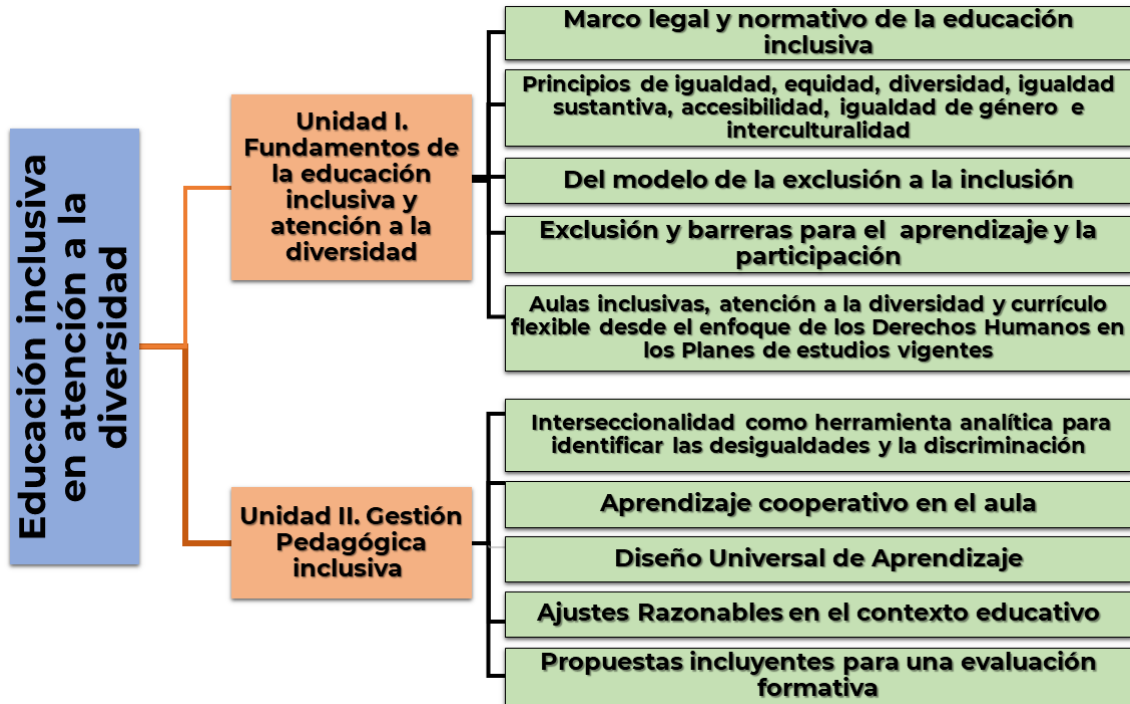 Educación inclusiva
en atención a la
diversidad
Unidad I.
Fundamentos de
la educación
inclusiva y
atención a la
diversidad
Marco legal y normativo de la educación
inclusiva
Principios de igualdad, equidad, diversidad, igualdad
sustantiva, accesibilidad, igualdad de género e
interculturalidad
Del modelo de la exclusión a la inclusión
Exclusión y barreras para el aprendizaje y la
participación
Aulas inclusivas, atención a la diversidad y currículo
flexible desde el enfoque de los Derechos Humanos en
los Planes de estudios vigentes
Unidad II. Gestión
Pedagógica
inclusiva
Interseccionalidad como herramienta analítica para
identificar las desigualdades y la discriminación
Aprendizaje cooperativo en el aula
Diseño Universal de Aprendizaje
Ajustes Razonables en el contexto educativo
Propuestas incluyentes para una evaluación
formativa